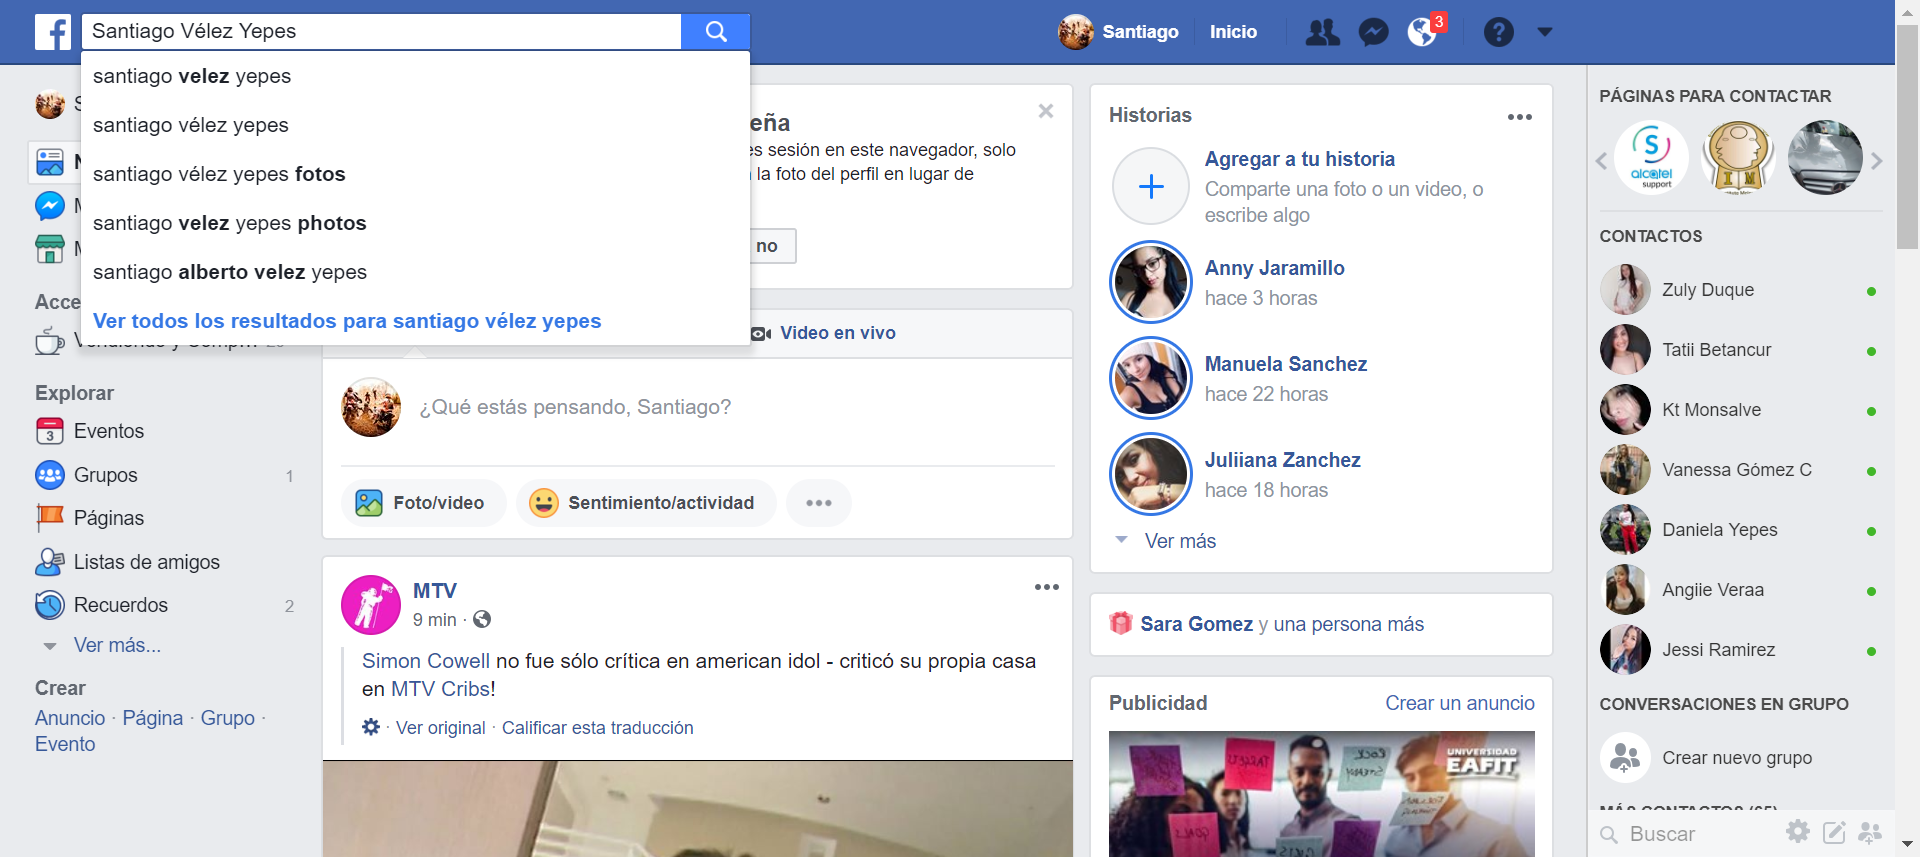 Santiago Vélez Yepes
Santiago
Inicio
3
santiago velez yepes
santiago vélez yepes
santiago vélez yepes fotos
santiago velez yepes photos
santiago alberto velez yepes
Ver todos los resultados para santiago vélez yepes
Acce
Explorar
3
Eventos
Grupos 1
Páginas
Listas de amigos
Recuerdos 2
Ver más...
Crear
Anuncio · Página · Grupo ·
Evento
eña
sesión en este navegador, solo
la foto del perfil en lugar de
no
Video en vivo
¿Qué estás pensando, Santiago?
Foto/video
Sentimiento/actividad
MTV
9 min ·
Simon Cowell no fue sólo crítica en american idol - criticó su propia casa
en MTV Cribs!
· Ver original · Calificar esta traducción
Historias
Agregar a tu historia
Comparte una foto o un video, o
escribe algo
Anny Jaramillo
hace 3 horas
Manuela Sanchez
hace 22 horas
Juliiana Zanchez
hace 18 horas
Ver más
Sara Gomez y una persona más
Publicidad
Crear un anuncio
UNIVERSIDAD
EAFIT
PÁGINAS PARA CONTACTAR
S
alcatel
support
I M
CONTACTOS
Zuly Duque
Tatii Betancur
Kt Monsalve
Vanessa Gómez C
Daniela Yepes
Angiie Veraa
Jessi Ramirez
CONVERSACIONES EN GRUPO
Crear nuevo grupo
MÁS CONTACTOS (65)
Buscar